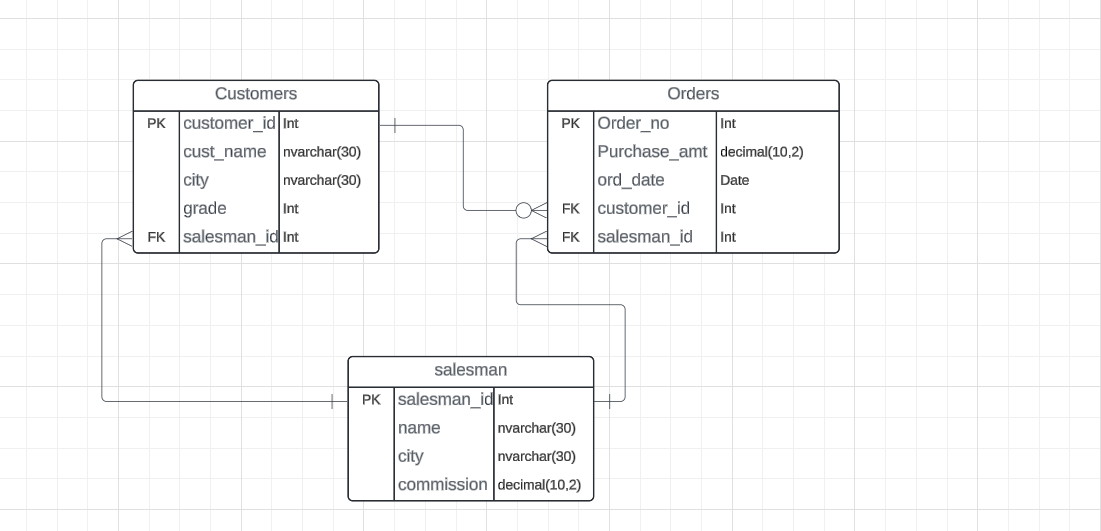 Customers
PK customer_id Int
cust_name nvarchar(30)
city nvarchar(30)
grade Int
FK salesman_id Int
Orders
PK Order_no Int
Purchase_amt decimal(10,2)
ord_date Date
FK customer_id Int
FK salesman_id Int
salesman
PK salesman_id Int
name nvarchar(30)
city nvarchar(30)
commission decimal(10,2)